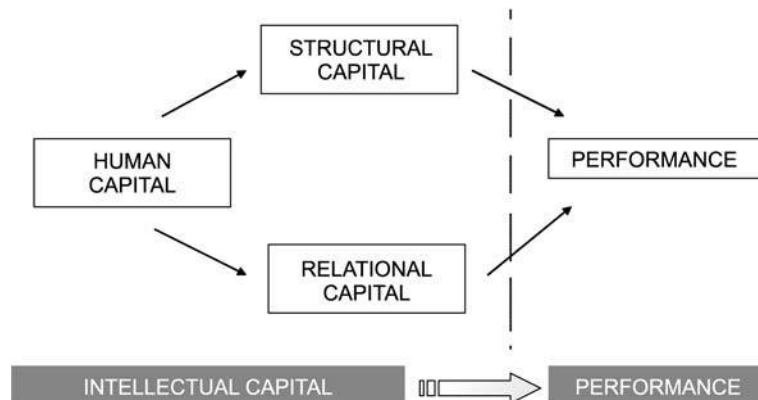 STRUCTURAL
CAPITAL
HUMAN
CAPITAL
PERFORMANCE
RELATIONAL
CAPITAL
INTELLECTUAL CAPITAL
PERFORMANCE